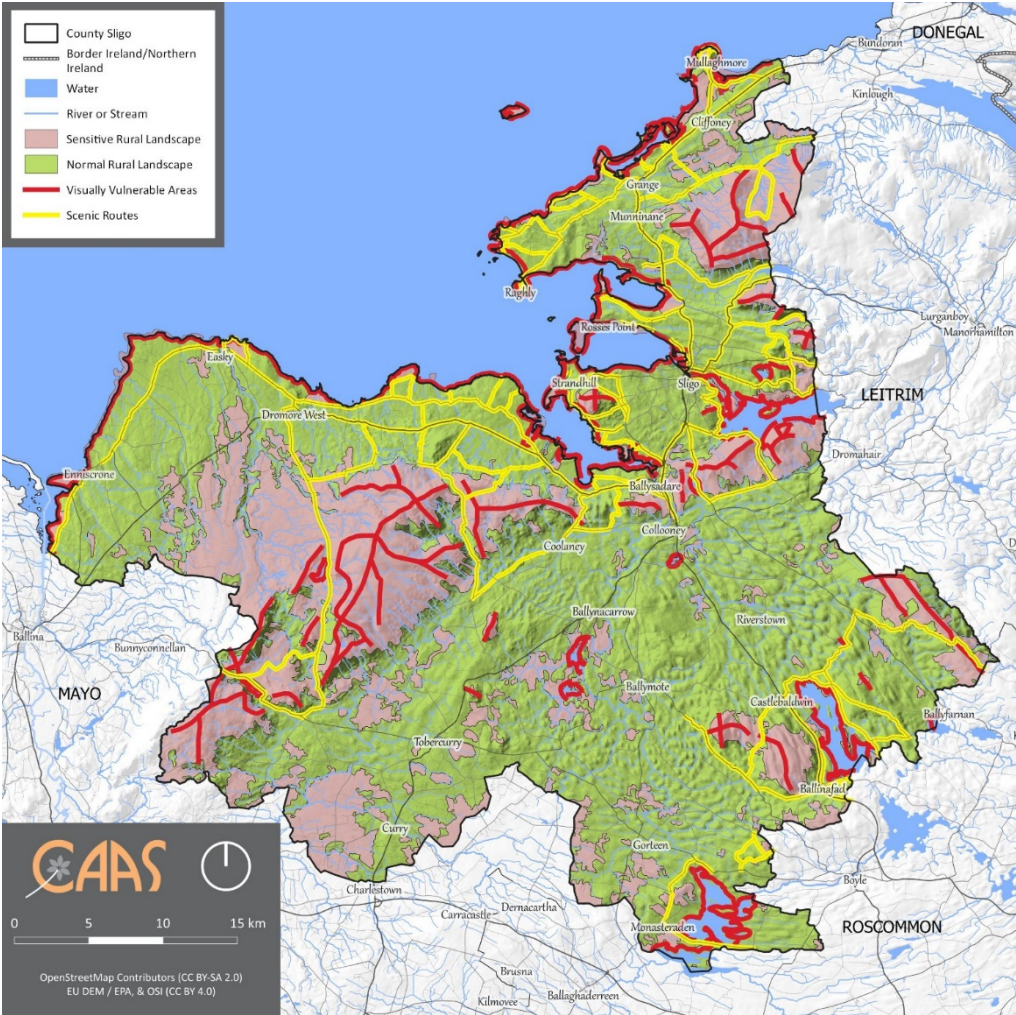 County Sligo
Border Ireland/Northern
Ireland
Water
River or Stream
Sensitive Rural Landscape
Normal Rural Landscape
Visually Vulnerable Areas
Scenic Routes
DONEGAL
Bundoran
Mullaghmore
Kinlough
Cliffoney
Grange
Munninane
Raghly
Lurganboy
Manorhamilton
Rosses Point
Easky
Strandhill
Sligo
LEITRIM
Dromore West
Dromahair
Enniscrone
Ballysadare
Collooney
Coolaney
Ballynacarrow
Riverstown
Ballina
Bunnyconnellan
MAYO
Ballymote
Castlebaldwin
Ballyfarnan
Tobercurry
Ballinafad
Curry
Gorteen
Boyle
Charlestown
Dernacartha
Carracastle
Monasteraden
ROSCOMMON
Brusna
Ballaghaderreen
Kilmovee
CAAS
0 5 10 15 km
OpenStreetMap Contributors (CC BY-SA 2.0)
EU DEM / EPA, & OSI (CC BY 4.0)